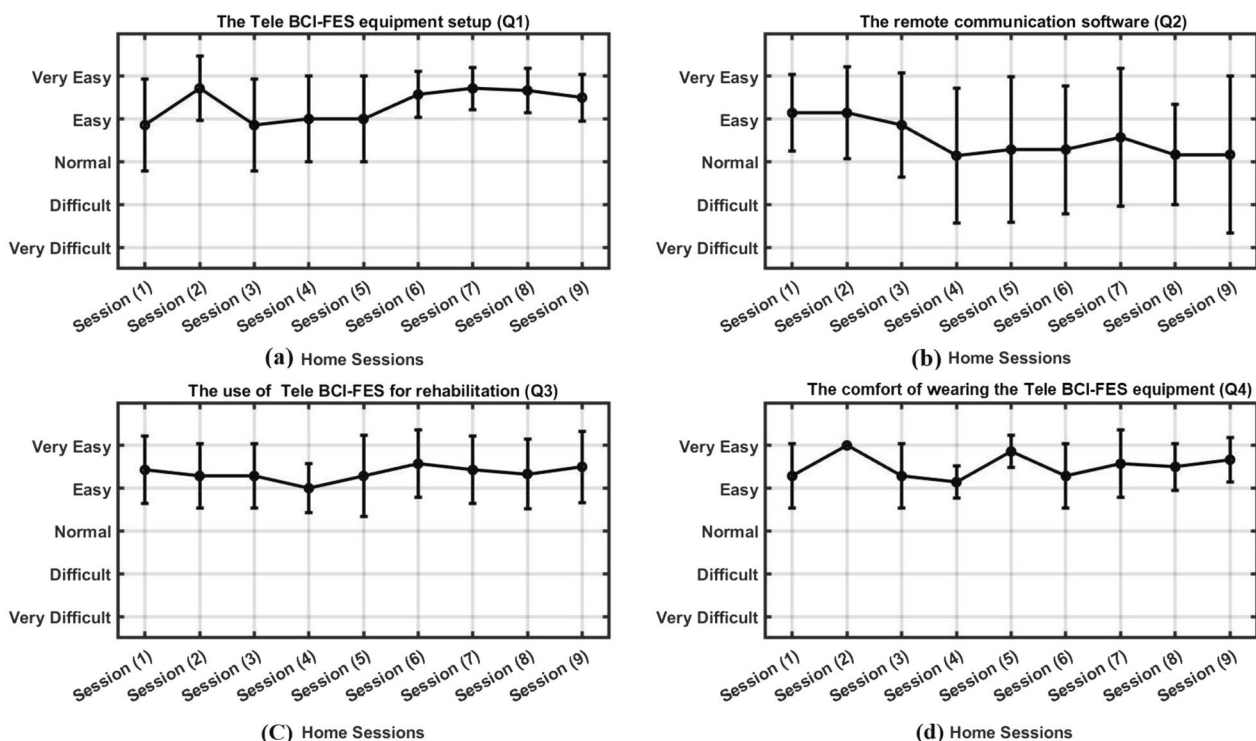 The Tele BCI-FES equipment setup (Q1)
Very Easy
Easy
Normal
Difficult
Very Difficult
Session (1)
Session (2)
Session (3)
Session (4)
Session (5)
Session (6)
Session (7)
Session (8)
Session (9)
(a) Home Sessions
The remote communication software (Q2)
Very Easy
Easy
Normal
Difficult
Very Difficult
Session (1)
Session (2)
Session (3)
Session (4)
Session (5)
Session (6)
Session (7)
Session (8)
Session (9)
(b) Home Sessions
The use of Tele BCI-FES for rehabilitation (Q3)
Very Easy
Easy
Normal
Difficult
Very Difficult
Session (1)
Session (2)
Session (3)
Session (4)
Session (5)
Session (6)
Session (7)
Session (8)
Session (9)
(C) Home Sessions
The comfort of wearing the Tele BCI-FES equipment (Q4)
Very Easy
Easy
Normal
Difficult
Very Difficult
Session (1)
Session (2)
Session (3)
Session (4)
Session (5)
Session (6)
Session (7)
Session (8)
Session (9)
(d) Home Sessions